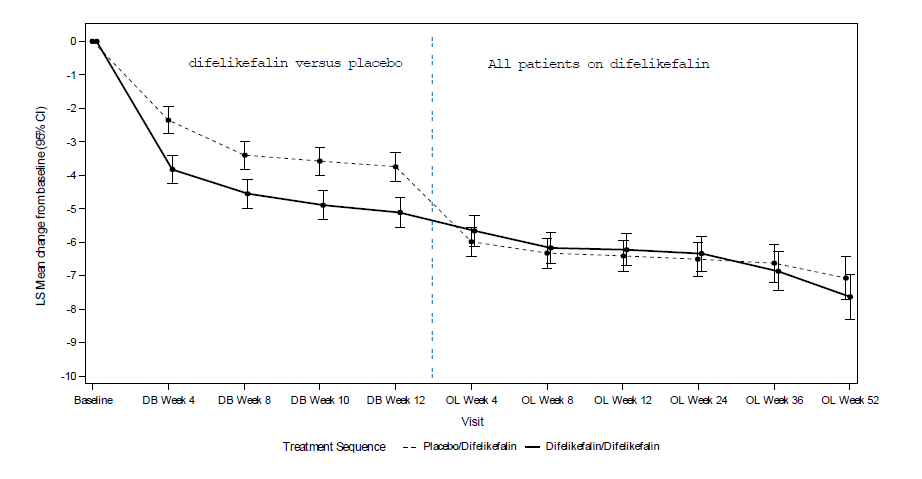 difelikefalin versus placebo
All patients on difelikefalin
LS Mean change from baseline (95% CI)
0
-1
-2
-3
-4
-5
-6
-7
-8
-9
-10
Baseline DB Week 4 DB Week 8 DB Week 10 DB Week 12 OL Week 4 OL Week 8 OL Week 12 OL Week 24 OL Week 36 OL Week 52
Visit
Treatment Sequence Placebo/Difelikefalin Difelikefalin/Difelikefalin